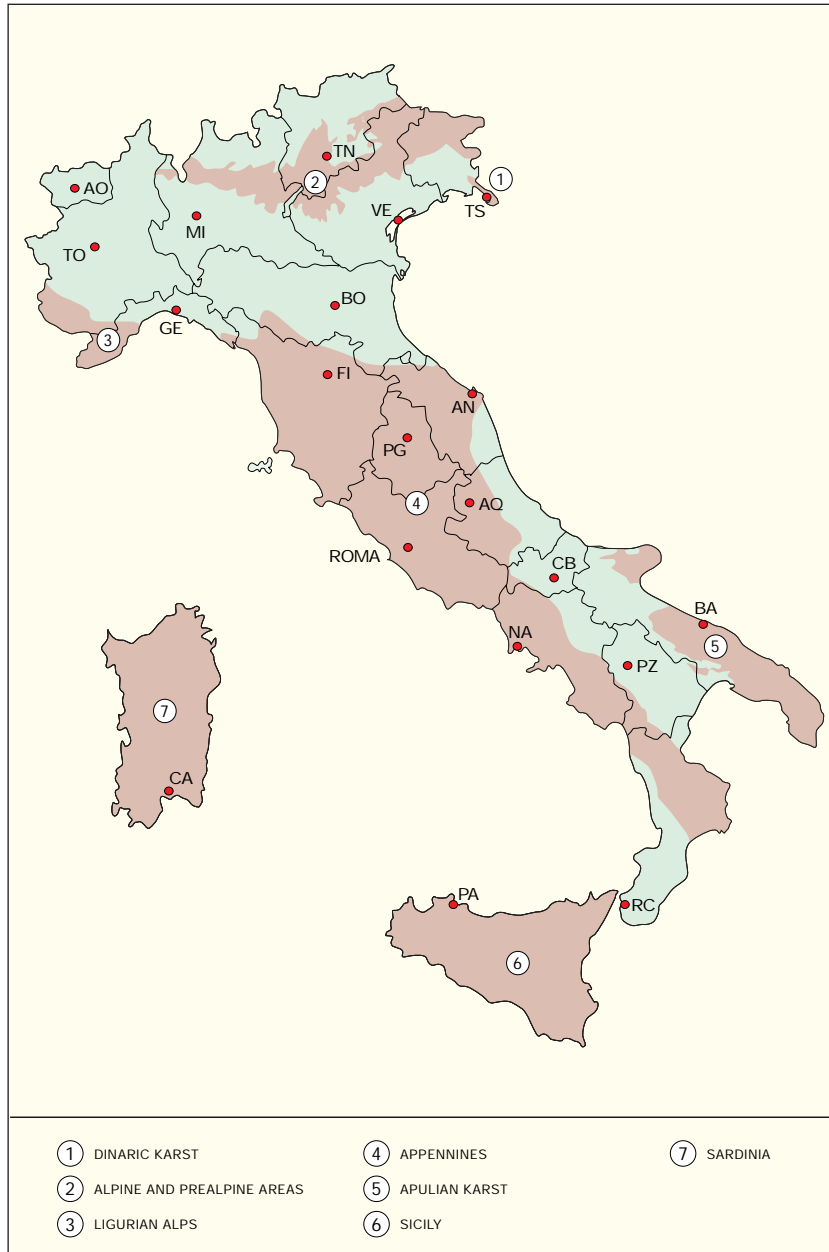 TN
1
AO
2
VE
TS
MI
TO
BO
GE
3
FI
AN
PG
4
AQ
ROMA
CB
BA
NA
5
PZ
7
CA
PA
RC
6
1 DINARIC KARST
2 ALPINE AND PREALPINE AREAS
3 LIGURIAN ALPS
4 APPENNINES
5 APULIAN KARST
6 SICILY
7 SARDINIA